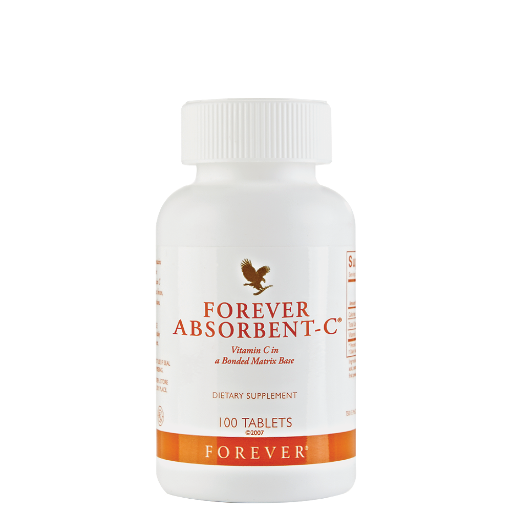 FOREVER
ABSORBENT-C®
Vitamin C in
a Bonded Matrix Base
DIETARY SUPPLEMENT
100 TABLETS
©2007
FOREVER®